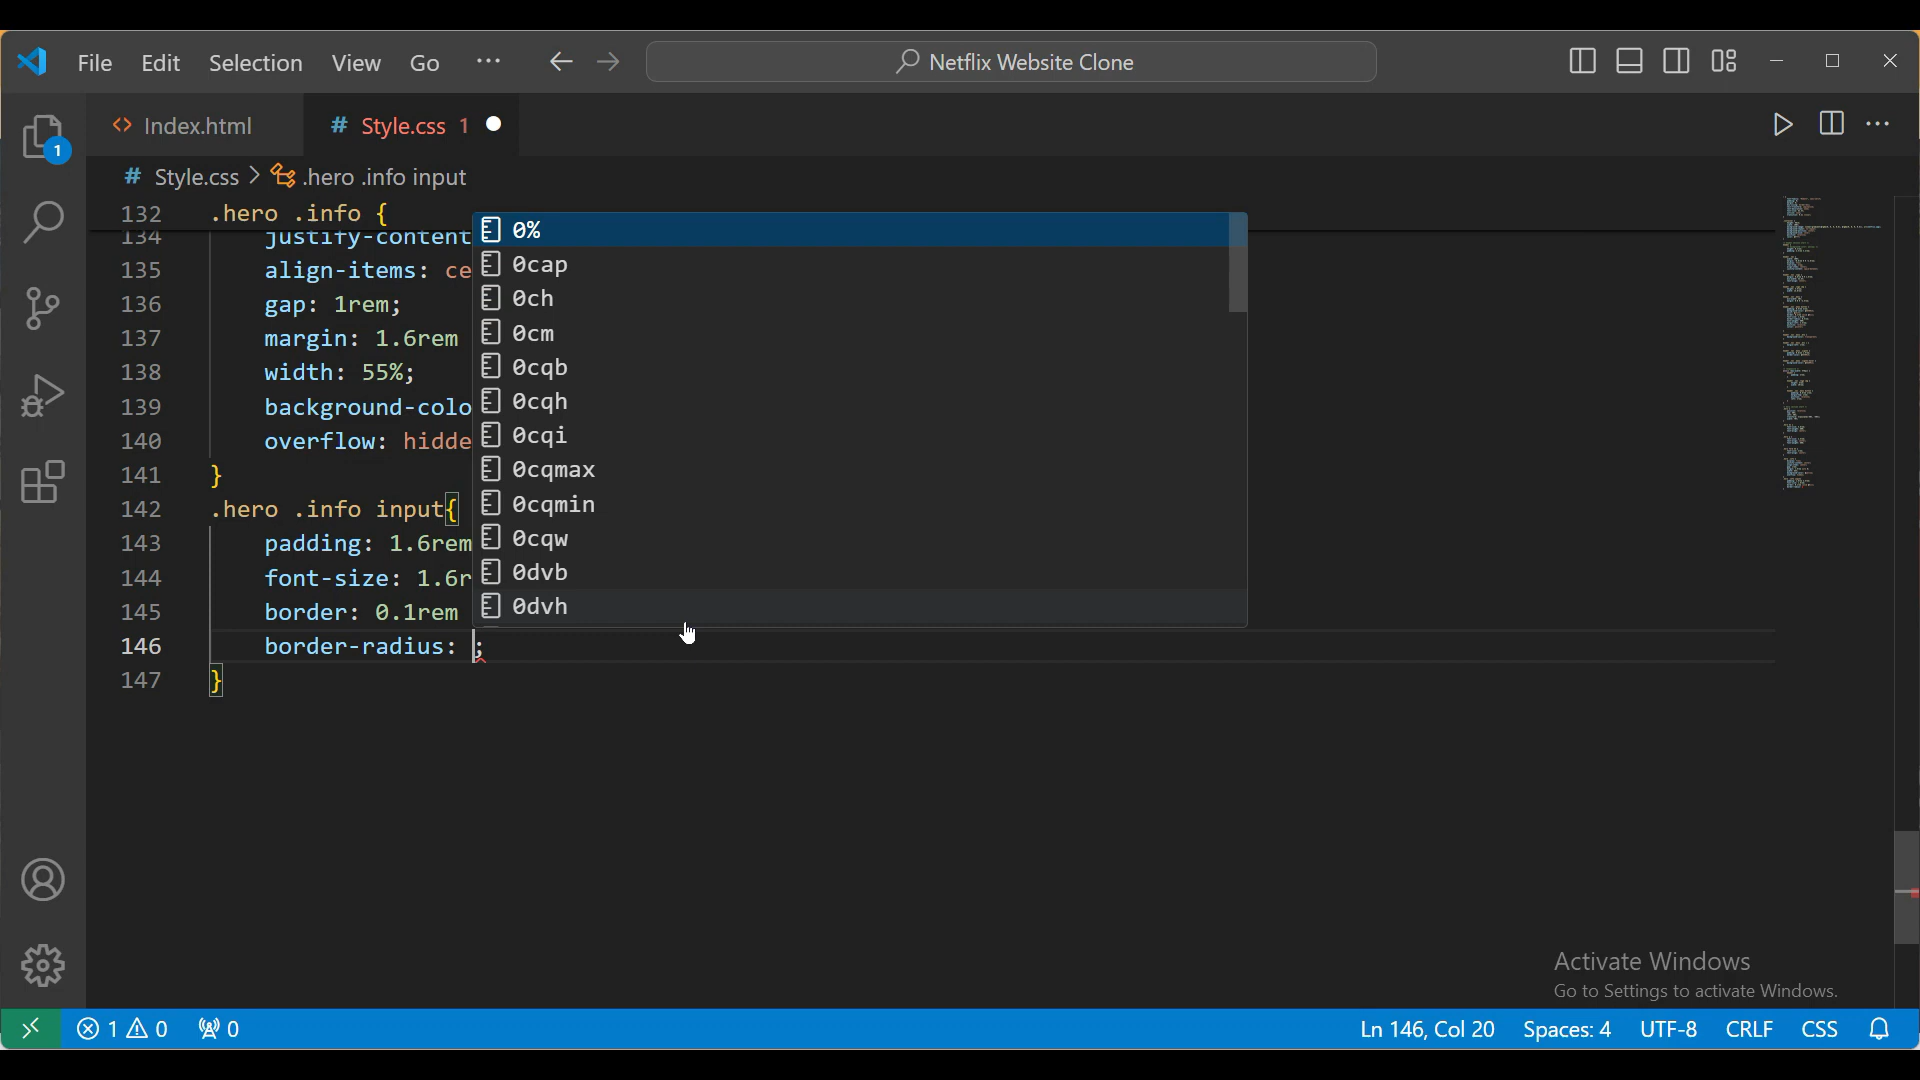 File Edit Selection View Go ··· Netflix Website Clone
Index.html # Style.css 1
1
# Style.css > .hero .info input
132 .hero .info {
134 justify-content
135 align-items: ce
136 gap: 1rem;
137 margin: 1.6rem
138 width: 55%;
139 background-colo
140 overflow: hidde
141 }
142 .hero .info input{
143 padding: 1.6rem
144 font-size: 1.6r
145 border: 0.1rem
146 border-radius: ;
147 }
0%
0cap
0ch
0cm
0cqb
0cqh
0cqi
0cqmax
0cqmin
0cqw
0dvb
0dvh
Activate Windows
Go to Settings to activate Windows.
1 0 0 Ln 146, Col 20 Spaces: 4 UTF-8 CRLF CSS